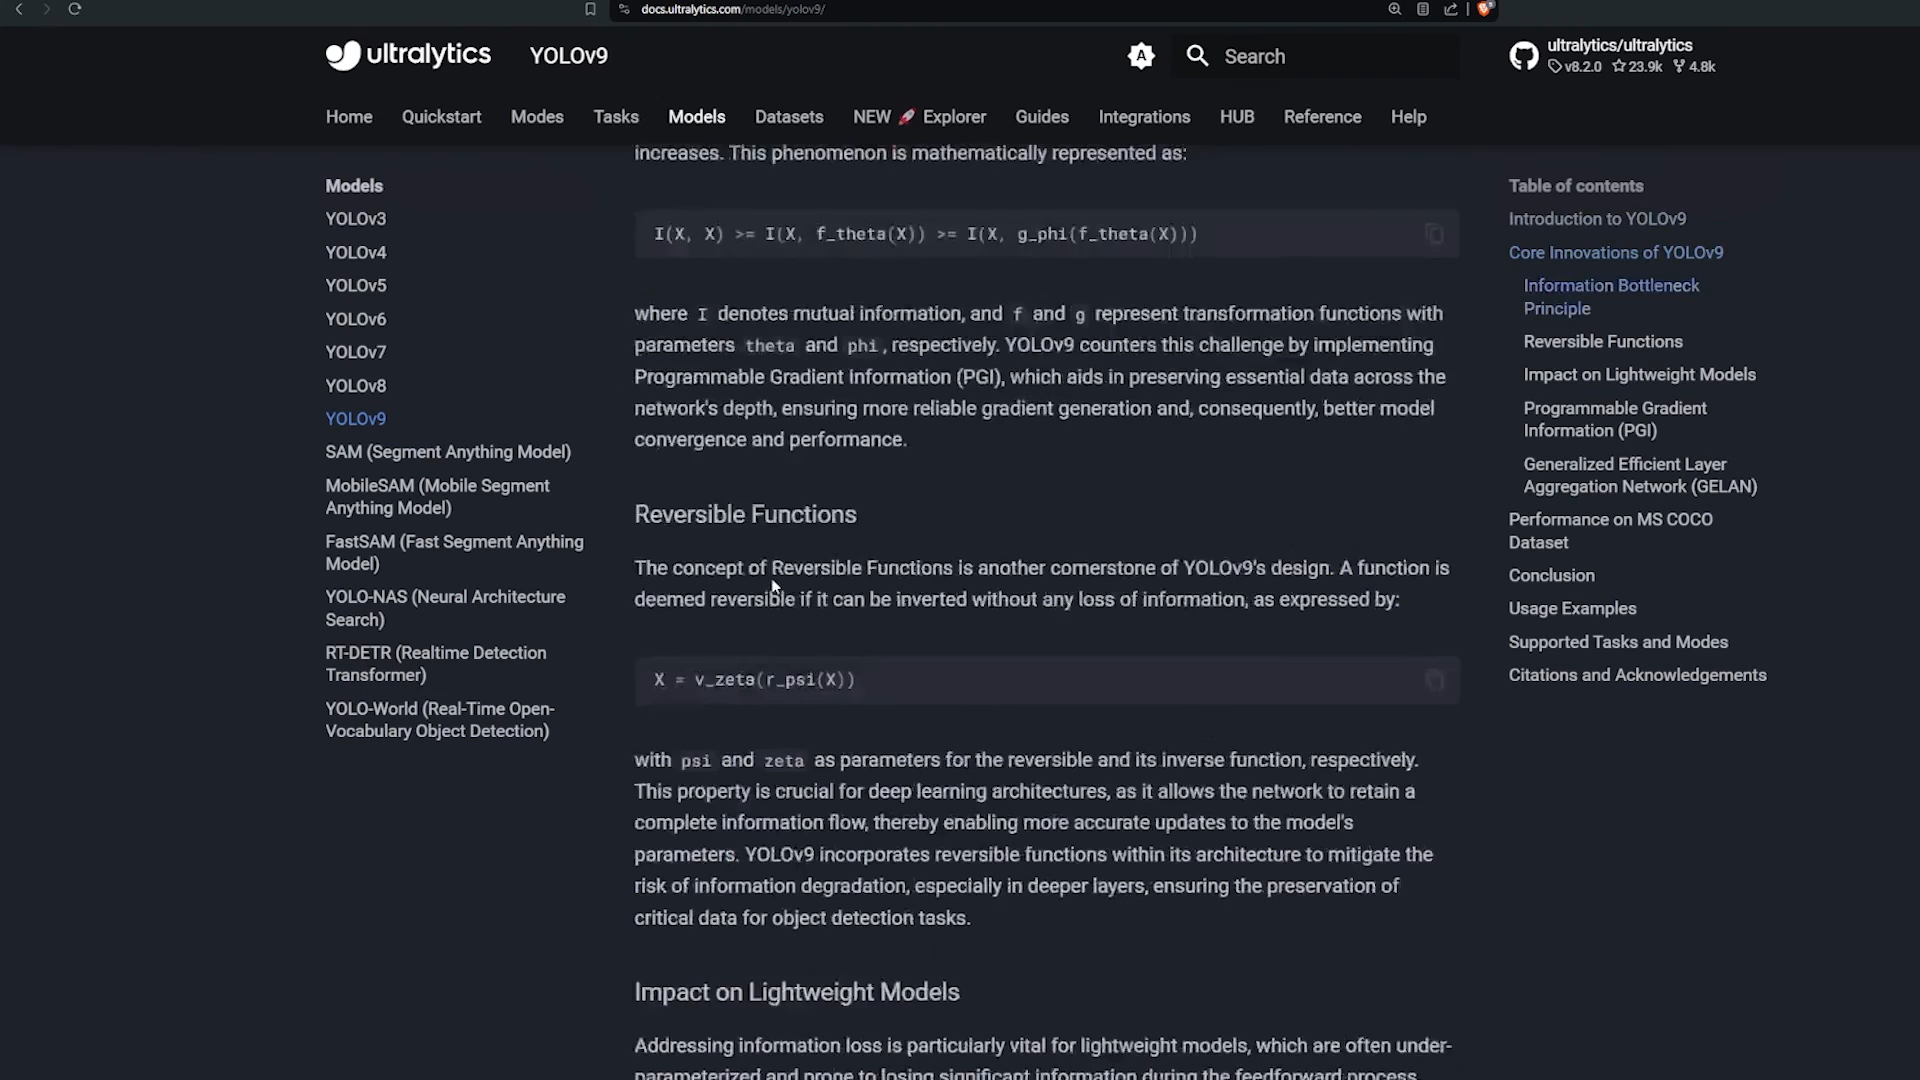 docs.ultralytics.com/models/yolov9/
ultralytics YOLOv9
Search
ultralytics/ultralytics
v8.2.0 23.9k 4.8k
Home Quickstart Modes Tasks Models Datasets NEW 🚀 Explorer Guides Integrations HUB Reference Help
Models
YOLOv3
YOLOv4
YOLOv5
YOLOv6
YOLOv7
YOLOv8
YOLOv9
SAM (Segment Anything Model)
MobileSAM (Mobile Segment
Anything Model)
FastSAM (Fast Segment Anything
Model)
YOLO-NAS (Neural Architecture
Search)
RT-DETR (Realtime Detection
Transformer)
YOLO-World (Real-Time Open-
Vocabulary Object Detection)
increases. This phenomenon is mathematically represented as:
I(X, X) >= I(X, f_theta(X)) >= I(X, g_phi(f_theta(X)))
where I denotes mutual information, and f and g represent transformation functions with
parameters theta and phi, respectively. YOLOv9 counters this challenge by implementing
Programmable Gradient Information (PGI), which aids in preserving essential data across the
network's depth, ensuring more reliable gradient generation and, consequently, better model
convergence and performance.
Reversible Functions
The concept of Reversible Functions is another cornerstone of YOLOv9's design. A function is
deemed reversible if it can be inverted without any loss of information, as expressed by:
X = v_zeta(r_psi(X))
with psi and zeta as parameters for the reversible and its inverse function, respectively.
This property is crucial for deep learning architectures, as it allows the network to retain a
complete information flow, thereby enabling more accurate updates to the model's
parameters. YOLOv9 incorporates reversible functions within its architecture to mitigate the
risk of information degradation, especially in deeper layers, ensuring the preservation of
critical data for object detection tasks.
Impact on Lightweight Models
Addressing information loss is particularly vital for lightweight models, which are often under-
parameterized and prone to losing significant information during the feedforward process.
Table of contents
Introduction to YOLOv9
Core Innovations of YOLOv9
Information Bottleneck
Principle
Reversible Functions
Impact on Lightweight Models
Programmable Gradient
Information (PGI)
Generalized Efficient Layer
Aggregation Network (GELAN)
Performance on MS COCO
Dataset
Conclusion
Usage Examples
Supported Tasks and Modes
Citations and Acknowledgements